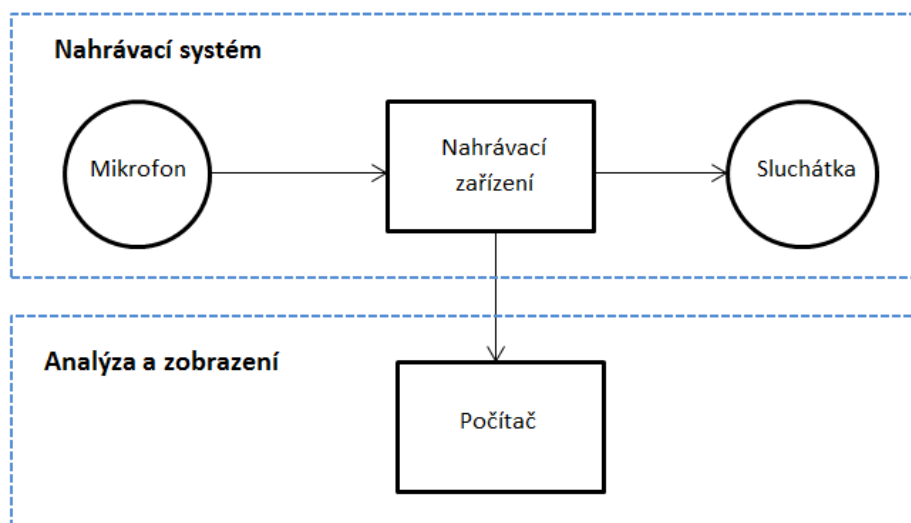 Nahrávací systém
Mikrofon
Nahrávací
zařízení
Sluchátka
Analýza a zobrazení
Počítač